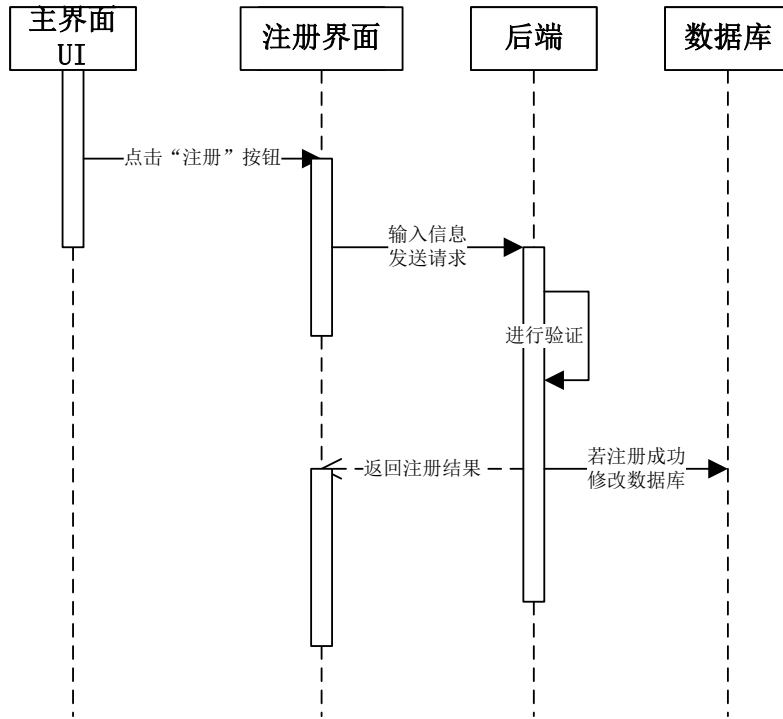 主界面
UI
注册界面
后端
数据库
点击“注册”按钮
输入信息
发送请求
进行验证
返回注册结果
若注册成功
修改数据库